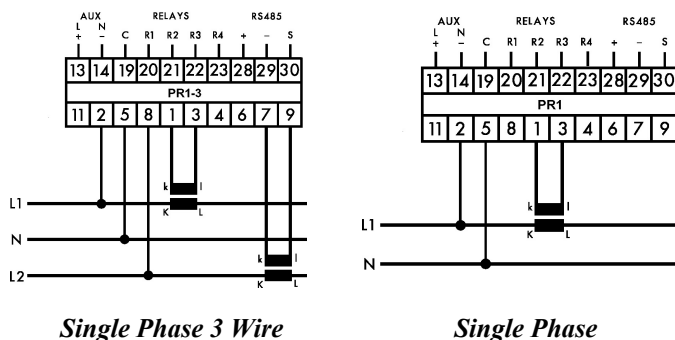 AUX RELAYS RS485
L N C R1 R2 R3 R4 + – S
+ –
13 14 19 20 21 22 23 28 29 30
PR1-3
11 2 5 8 1 3 4 6 7 9
k l
L1
K L
N
k l
L2
K L
Single Phase 3 Wire
AUX RELAYS RS485
L N C R1 R2 R3 R4 + – S
+ –
13 14 19 20 21 22 23 28 29 30
PR1
11 2 5 8 1 3 4 6 7 9
k l
L1
K L
N
Single Phase